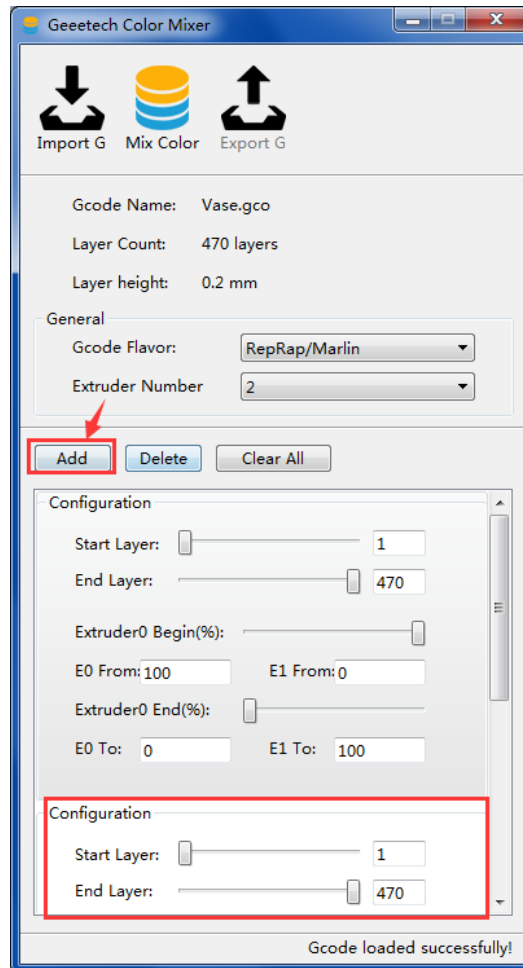 Geeetech Color Mixer
Import G Mix Color Export G
Gcode Name: Vase.gco
Layer Count: 470 layers
Layer height: 0.2 mm
General
Gcode Flavor: RepRap/Marlin
Extruder Number 2
Add Delete Clear All
Configuration
Start Layer: 1
End Layer: 470
Extruder0 Begin(%):
E0 From: 100 E1 From: 0
Extruder0 End(%):
E0 To: 0 E1 To: 100
Configuration
Start Layer: 1
End Layer: 470
Gcode loaded successfully!